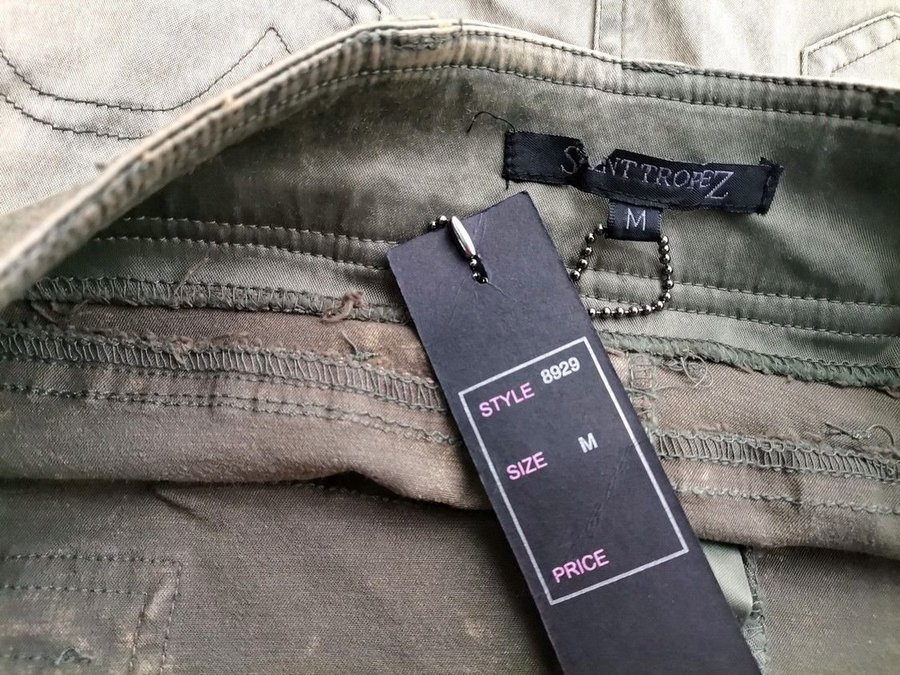 SAINT TROPEZ
M
STYLE 8929
SIZE M
PRICE